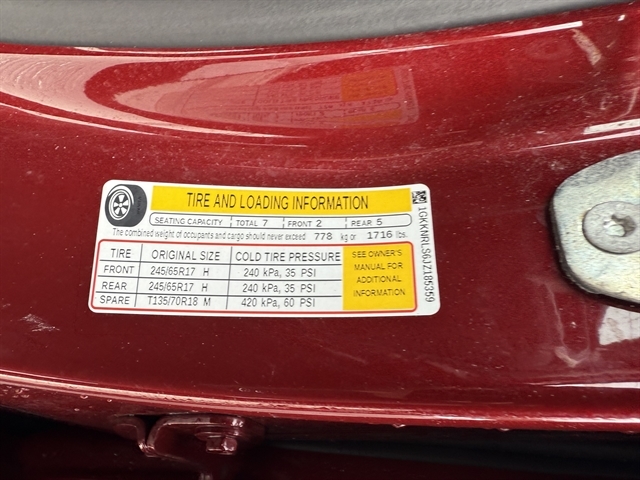 TIRE AND LOADING INFORMATION
SEATING CAPACITY TOTAL 7 FRONT 2 REAR 5
The combined weight of occupants and cargo should never exceed 778 kg or 1716 lbs.
TIRE ORIGINAL SIZE COLD TIRE PRESSURE
FRONT 245/65R17 H 240 kPa, 35 PSI
REAR 245/65R17 H 240 kPa, 35 PSI
SPARE T135/70R18 M 420 kPa, 60 PSI
SEE OWNER'S
MANUAL FOR
ADDITIONAL
INFORMATION
1GKKNRLS6JZ185359